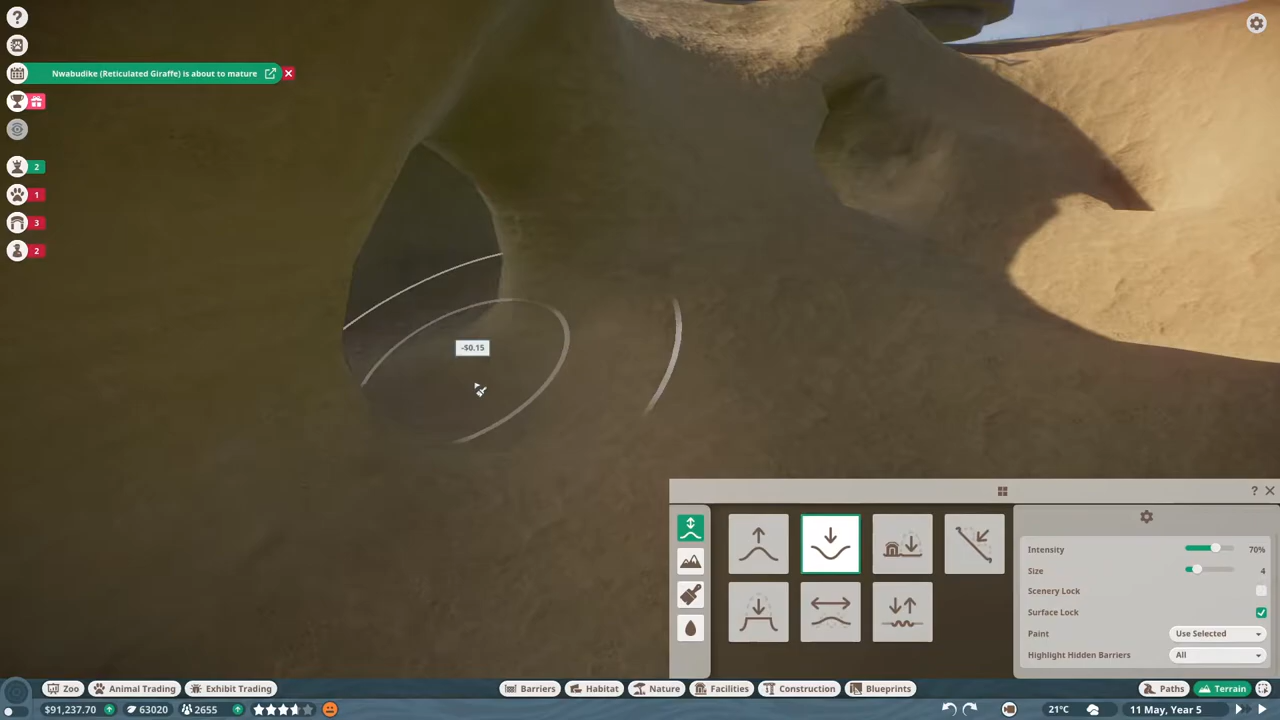 ?
Nwabudike (Reticulated Giraffe) is about to mature
2
1
3
2
-$0.15
?
Intensity 70%
Size 4
Scenery Lock
Surface Lock
Paint Use Selected
Highlight Hidden Barriers All
Zoo Animal Trading Exhibit Trading Barriers Habitat Nature Facilities Construction Blueprints Paths Terrain
$91,237.70 63020 2655 21°C 11 May, Year 5